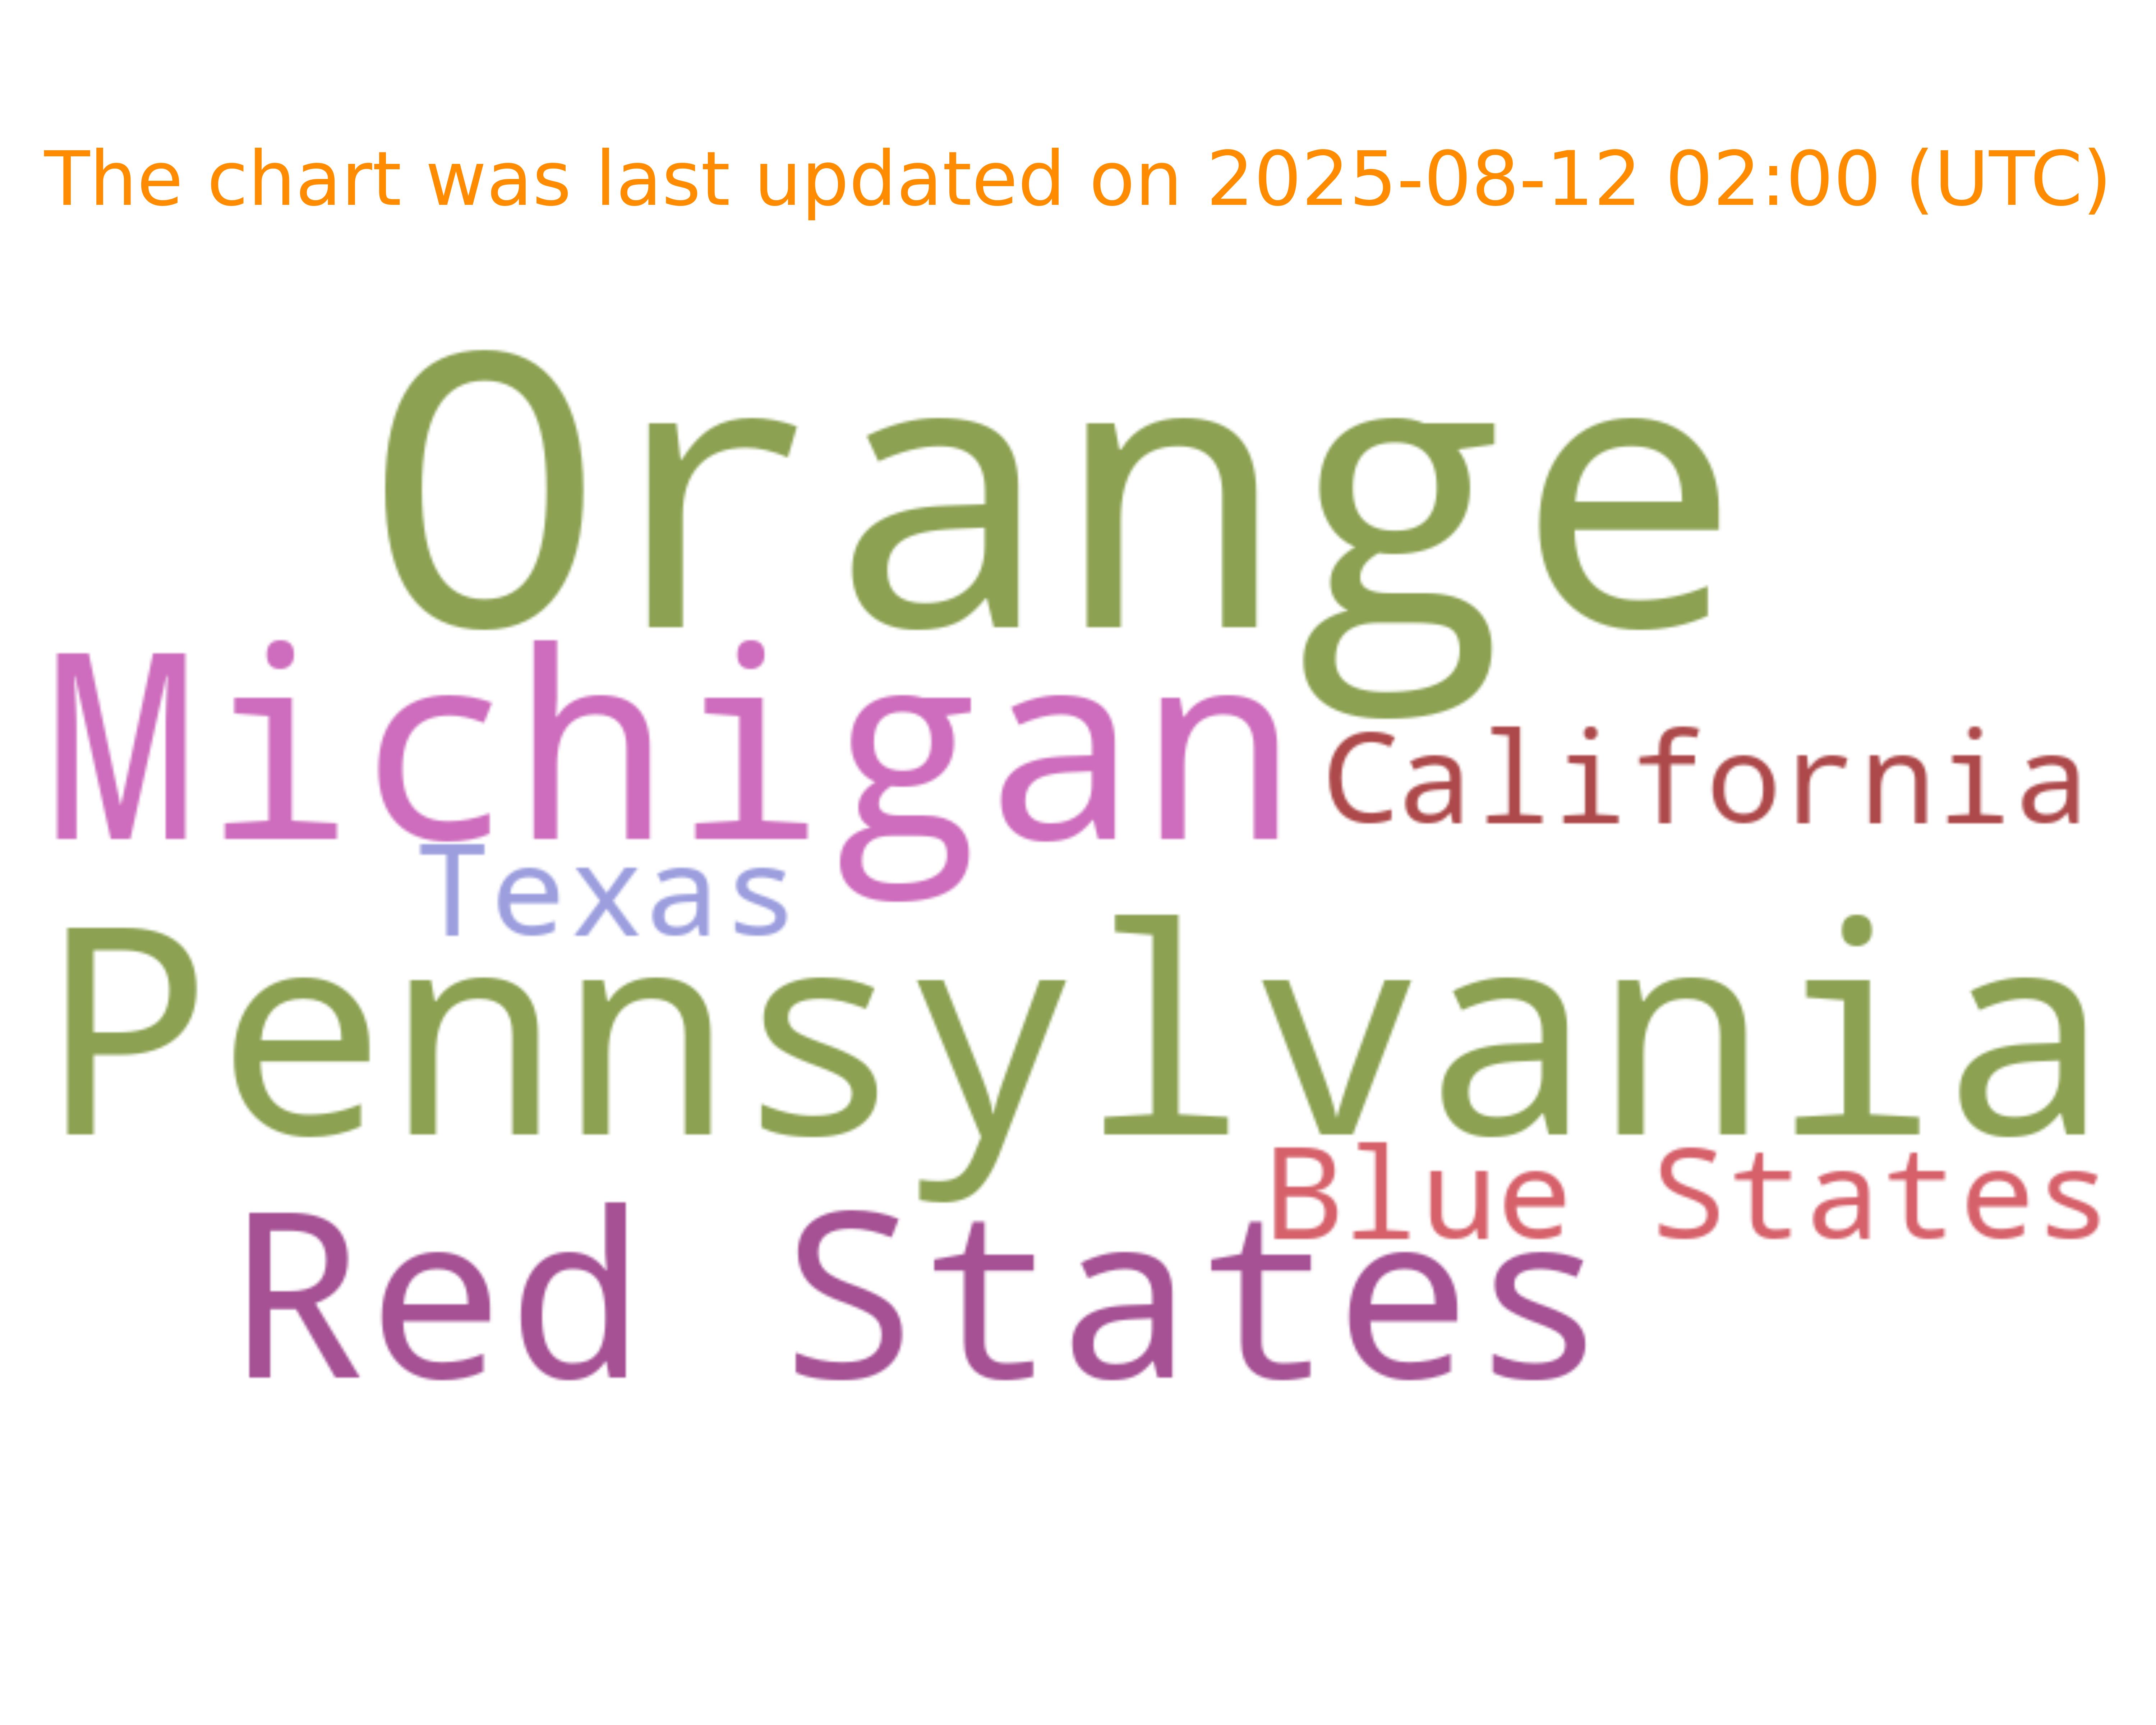 The chart was last updated on 2025-08-12 02:00 (UTC)
Orange
Michigan
California
Texas
Pennsylvania
Blue States
Red States